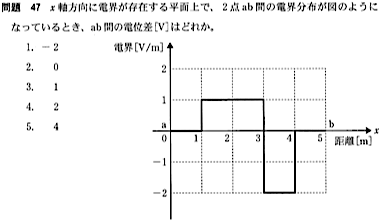 問題 47 x 軸方向に電界が存在する平面上で、2点ab間の電界分布が図のように
なっているとき、ab間の電位差[V]はどれか。
1. －2
2. 0
3. 1
4. 2
5. 4
電界[V/m]
2
1
a
b
0
1
2
3
4
5
x
距離[m]
-1
-2